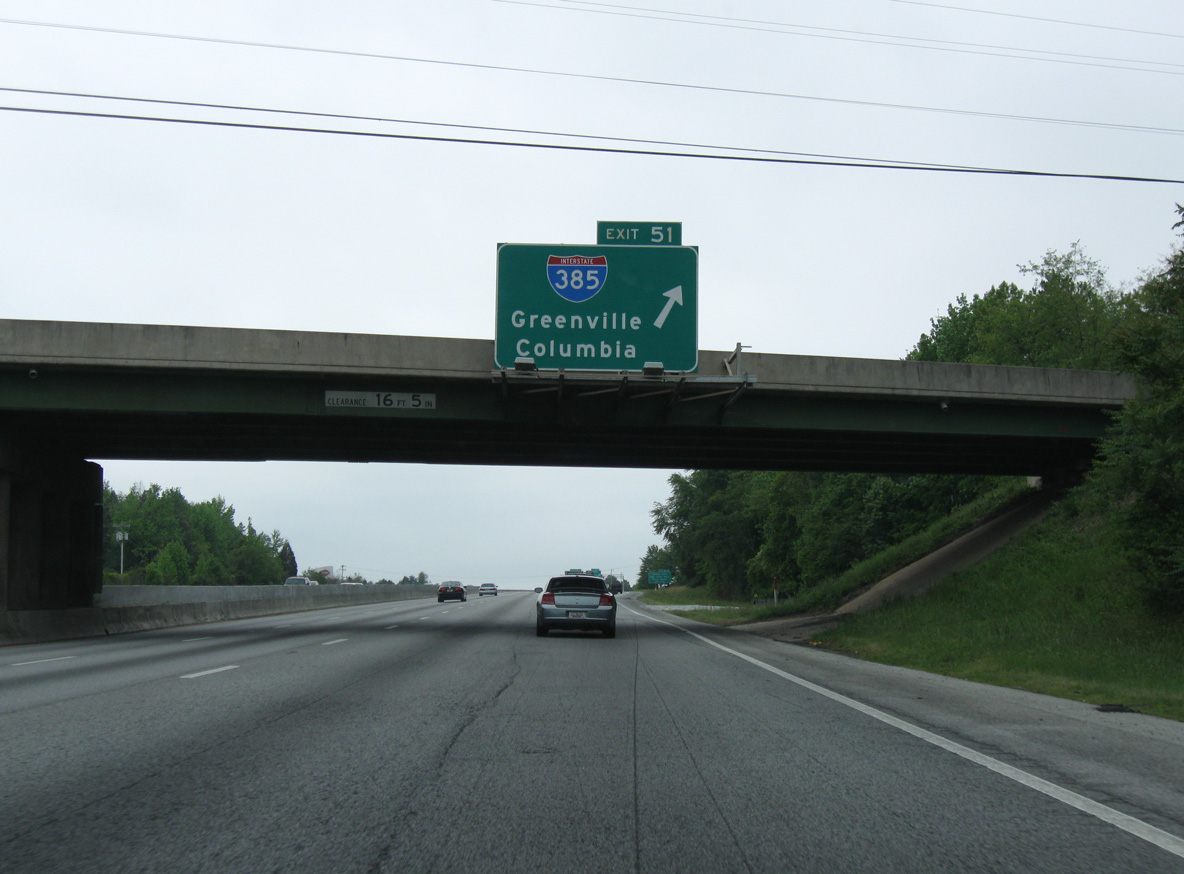 EXIT 51
INTERSTATE
385
Greenville
Columbia
CLEARANCE 16 FT 5 IN